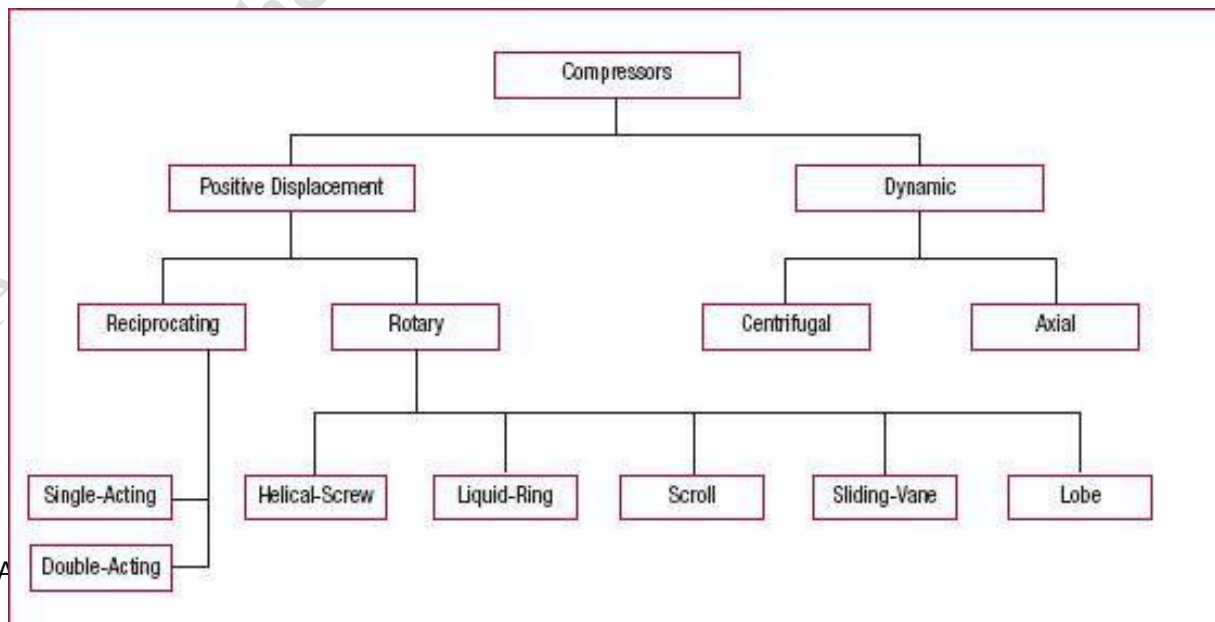 Compressors
Positive Displacement
Dynamic
Reciprocating
Rotary
Centrifugal
Axial
Single-Acting
Helical-Screw
Liquid-Ring
Scroll
Sliding-Vane
Lobe
Double-Acting